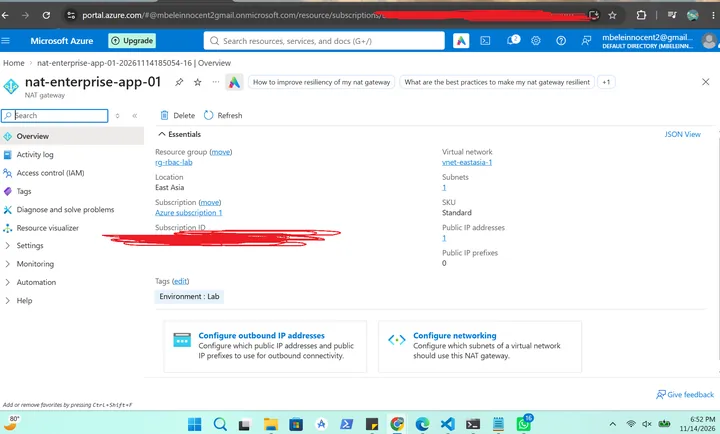 portal.azure.com/#@mbeleinnocent2gmail.onmicrosoft.com/resource/subscriptions/
Microsoft Azure
Upgrade
Search resources, services, and docs (G+/)
2
mbeleinnocent2@gmail....
DEFAULT DIRECTORY (MBELEINN...
Home > nat-enterprise-app-01-20261114185054-16 | Overview >
nat-enterprise-app-01
NAT gateway
How to improve resiliency of my nat gateway
What are the best practices to make my nat gateway resilient
+1
Search
Delete
Refresh
Overview
Activity log
Access control (IAM)
Tags
Diagnose and solve problems
Resource visualizer
Settings
Monitoring
Automation
Help
Essentials
JSON View
Resource group (move)
rg-rbac-lab
Location
East Asia
Subscription (move)
Azure subscription 1
Subscription ID
Virtual network
vnet-eastasia-1
Subnets
1
SKU
Standard
Public IP addresses
1
Public IP prefixes
0
Tags (edit)
Environment : Lab
Configure outbound IP addresses
Configure which public IP addresses and public
IP prefixes to use for outbound connectivity.
Configure networking
Configure which subnets of a virtual network
should use this NAT gateway.
Give feedback
Add or remove favorites by pressing Ctrl+Shift+F
80°
16
6:52 PM
11/14/2026